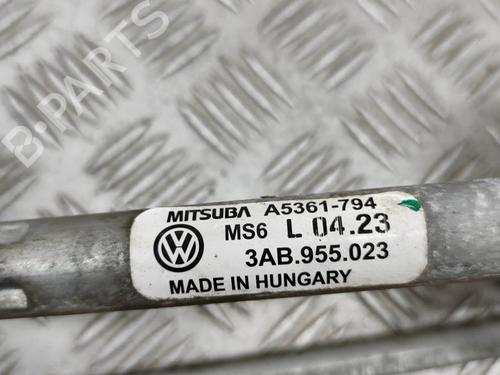 B-PARTS
MITSUBA A5361-794
MS6 L 04.23
3AB.955.023
MADE IN HUNGARY